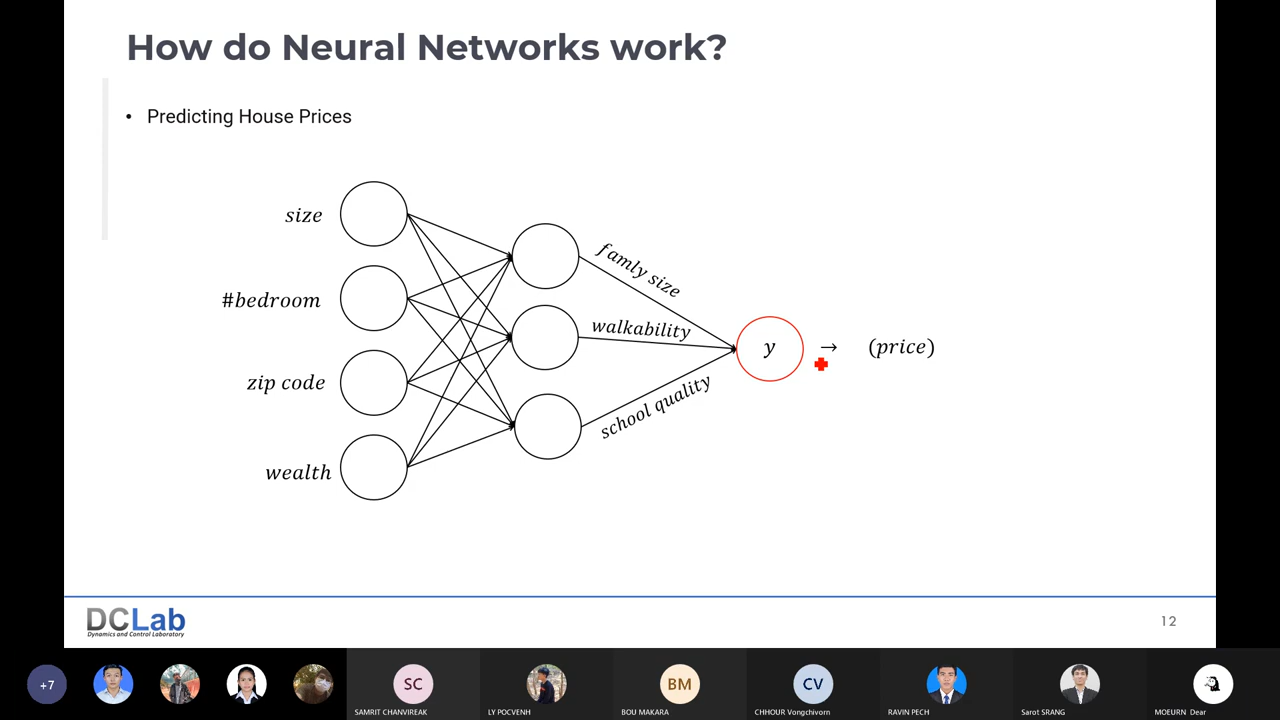 How do Neural Networks work?
• Predicting House Prices
size
#bedroom
zip code
wealth
famly size
walkability
school quality
y
→ (price)
DCLab
Dynamics and Control Laboratory
12
+7
SC
SAMRIT CHANVIREAK
LY POCVENH
BM
BOU MAKARA
CV
CHHOUR Vongchivorn
RAVIN PECH
Sarot SRANG
MOEURN Dear